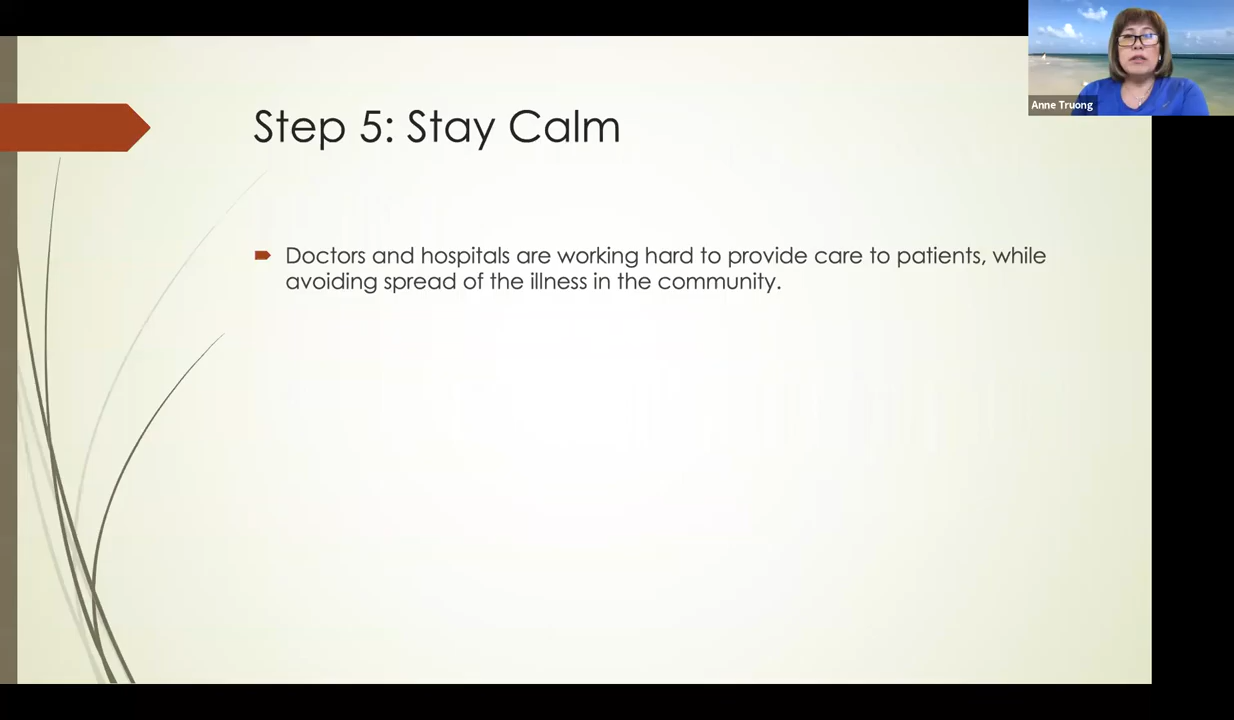 Anne Truong
Step 5: Stay Calm
Doctors and hospitals are working hard to provide care to patients, while
avoiding spread of the illness in the community.